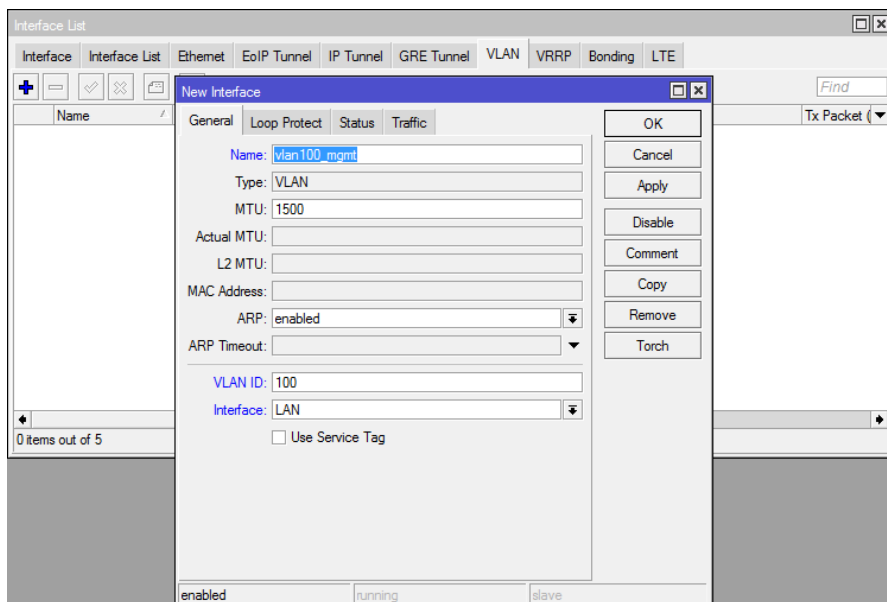 Interface List
Interface Interface List Ethernet EoIP Tunnel IP Tunnel GRE Tunnel VLAN VRRP Bonding LTE
Find
Name
Tx Packet (
0 items out of 5
New Interface
General Loop Protect Status Traffic
Name: vlan100_mgmt
Type: VLAN
MTU: 1500
Actual MTU:
L2 MTU:
MAC Address:
ARP: enabled
ARP Timeout:
VLAN ID: 100
Interface: LAN
Use Service Tag
OK
Cancel
Apply
Disable
Comment
Copy
Remove
Torch
enabled running slave